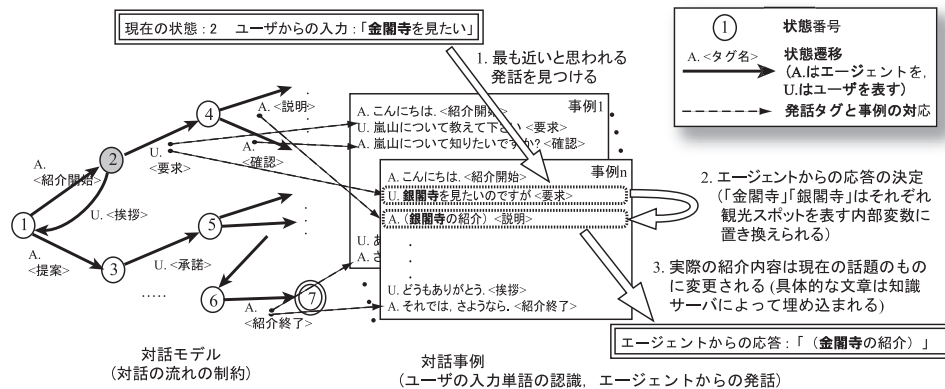 現在の状態 : 2　ユーザからの入力 :「金閣寺を見たい」
1. 最も近いと思われる
発話を見つける
① 状態番号
A. <タグ名> 状態遷移
(A.はエージェントを,
U.はユーザを表す)
発話タグと事例の対応
A. <説明>
4
2
A.
<紹介開始>
U.
<要求>
A.
<確認>
U. <挨拶>
1
5
A.
<提案>
3
U. <承諾>
.....
6
7
A.
<紹介終了>
事例1
A. こんにちは. <紹介開始>
U. 嵐山について教えて下さい <要求>
A. 嵐山について知りたいですか? <確認>
U. あ
A. さ
事例n
A. こんにちは. <紹介開始>
U. 銀閣寺を見たいのですが <要求>
A. (銀閣寺の紹介) <説明>
U. どうもありがとう. <挨拶>
A. それでは, さようなら. <紹介終了>
2. エージェントからの応答の決定
(「金閣寺」「銀閣寺」はそれぞれ
観光スポットを表す内部変数に
置き換えられる)
3. 実際の紹介内容は現在の話題のもの
に変更される (具体的な文章は知識
サーバによって埋め込まれる)
エージェントからの応答 : 「 (金閣寺の紹介) 」
対話モデル
(対話の流れの制約)
対話事例
(ユーザの入力単語の認識, エージェントからの発話)